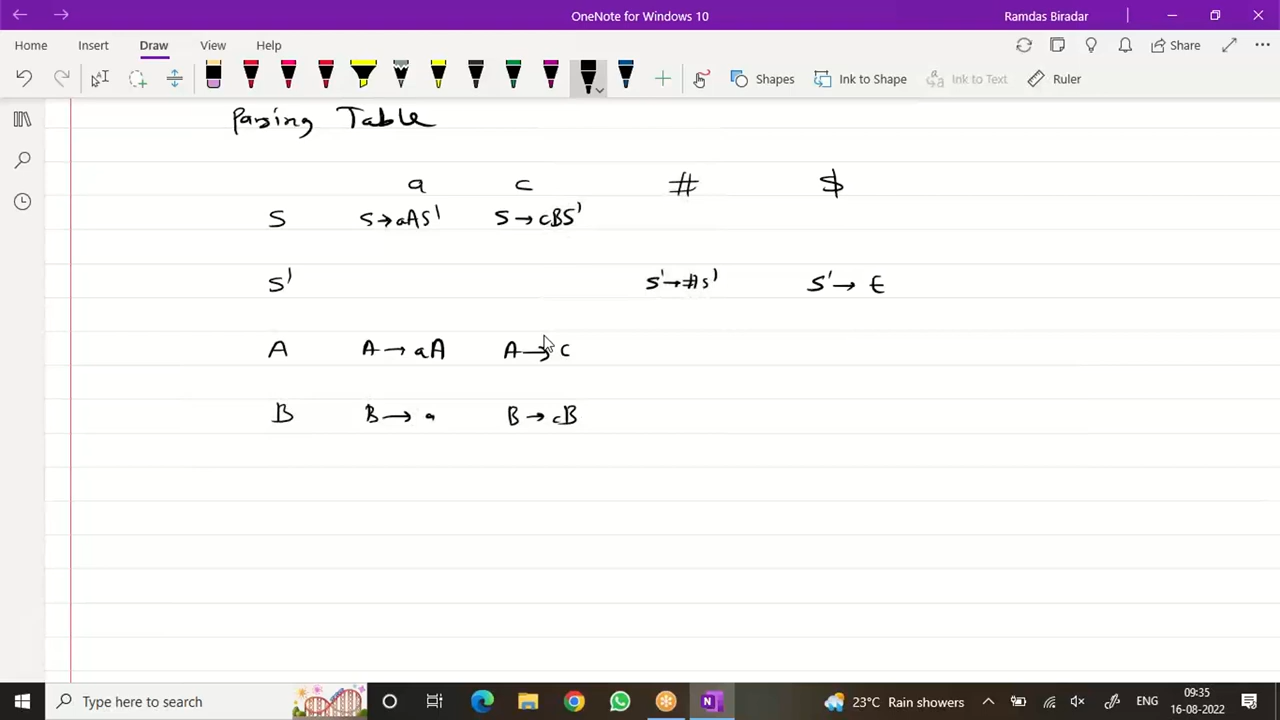 OneNote for Windows 10
Ramdas Biradar
Home Insert Draw View Help
Share
Shapes Ink to Shape Ink to Text Ruler
Parsing Table
a c # $
S S→aAS' S→cBS'
S' S'→#S' S'→ ϵ
A A→aA A→c
B B→a B→cB
Type here to search
23°C Rain showers
ENG
09:35
16-08-2022